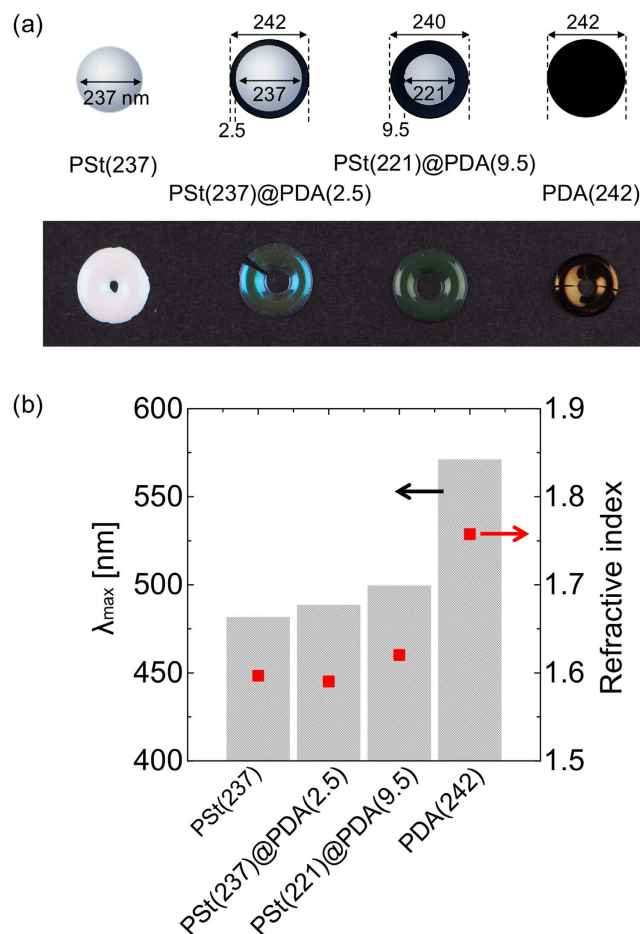 (a)
242 240 242
237 nm 237 221
2.5 9.5
PSt(237) PSt(221)@PDA(9.5)
PSt(237)@PDA(2.5) PDA(242)
(b)
600 1.9
550 1.8
500 1.7
450 1.6
400 1.5
λmax [nm]
Refractive index
PSt(237)
PSt(237)@PDA(2.5)
PSt(221)@PDA(9.5)
PDA(242)